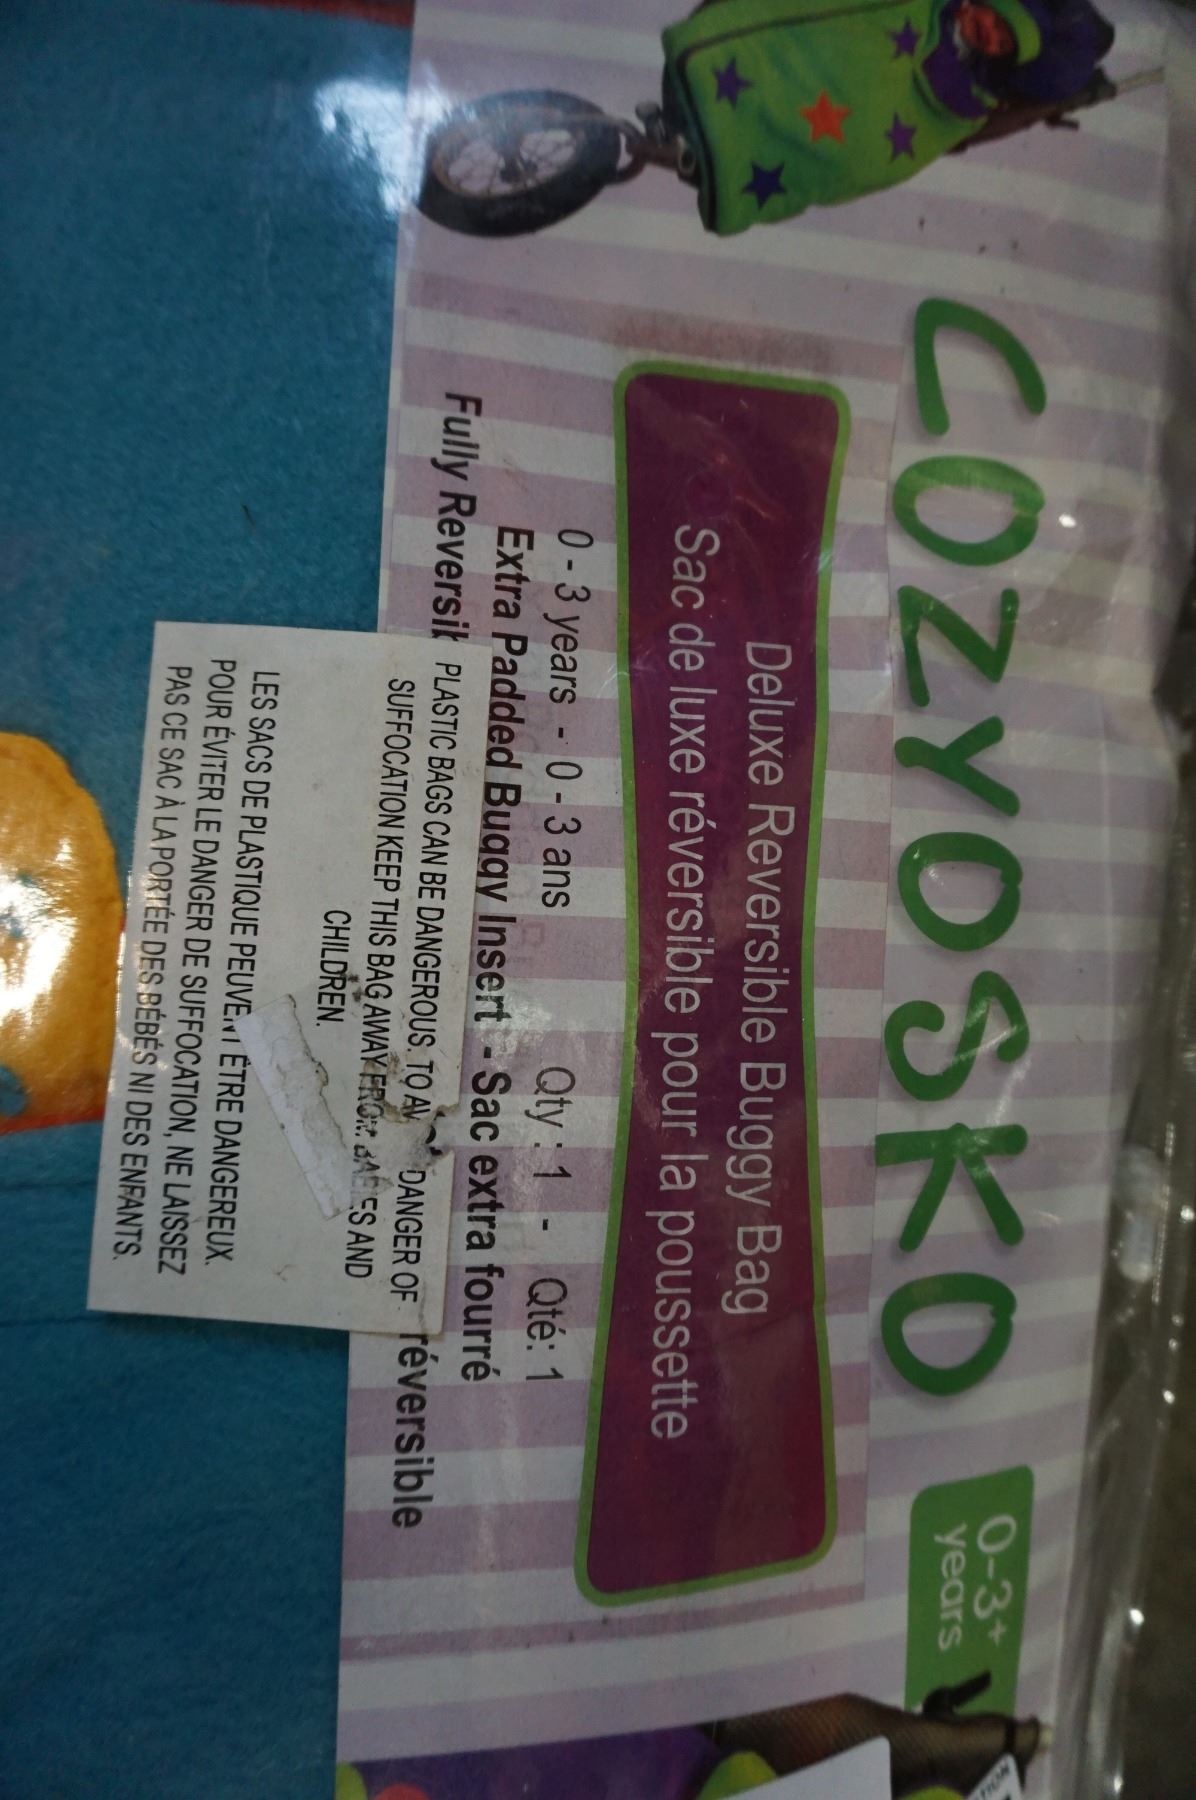 COZYOSKO
0-3+
years
Deluxe Reversible Buggy Bag
Sac de luxe réversible pour la poussette
0 - 3 years - 0 - 3 ans Qty : 1 - Qté: 1
Extra Padded Buggy Insert - Sac extra fourré
Fully réversible
PLASTIC BAGS CAN BE DANGEROUS. TO DANGER OF
SUFFOCATION KEEP THIS BAG AWAY FROM AND
CHILDREN.
LES SACS DE PLASTIQUE PEUVENT ÊTRE DANGEREUX.
POUR ÉVITER LE DANGER DE SUFFOCATION, NE LAISSEZ
PAS CE SAC À LA PORTÉE DES BÉBÉS NI DES ENFANTS.